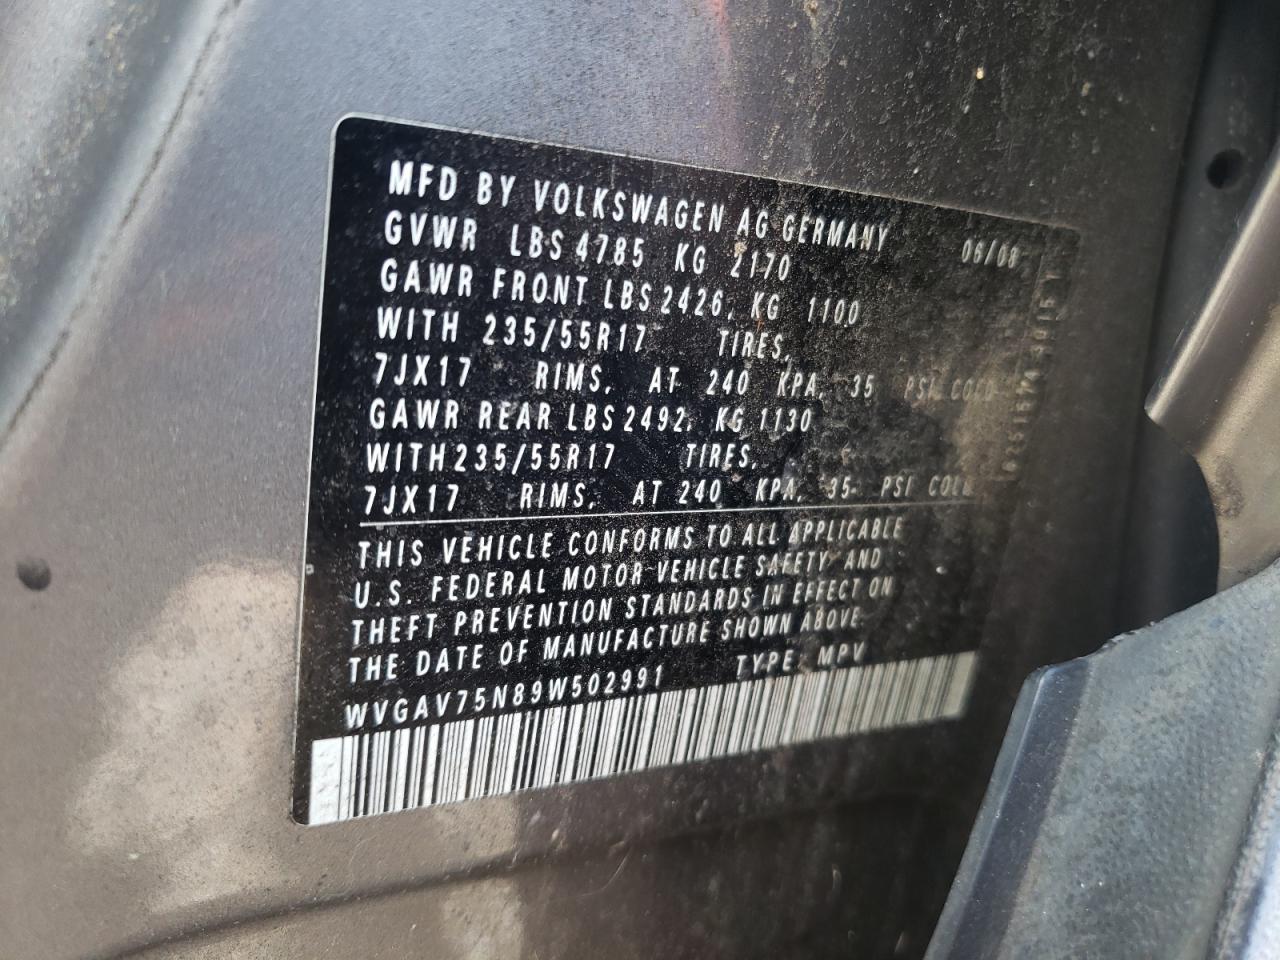 MFD BY VOLKSWAGEN AG GERMANY 06/08
GVWR LBS 4785 KG 2170
GAWR FRONT LBS 2426, KG 1100
WITH 235/55R17 TIRES,
7JX17 RIMS, AT 240 KPA, 35 PSI COLD
GAWR REAR LBS 2492, KG 1130
WITH 235/55R17 TIRES,
7JX17 RIMS, AT 240 KPA, 35 PSI COLD
THIS VEHICLE CONFORMS TO ALL APPLICABLE
U.S. FEDERAL MOTOR VEHICLE SAFETY AND
THEFT PREVENTION STANDARDS IN EFFECT ON
THE DATE OF MANUFACTURE SHOWN ABOVE.
WVGAV75N89W502991 TYPE: MPV